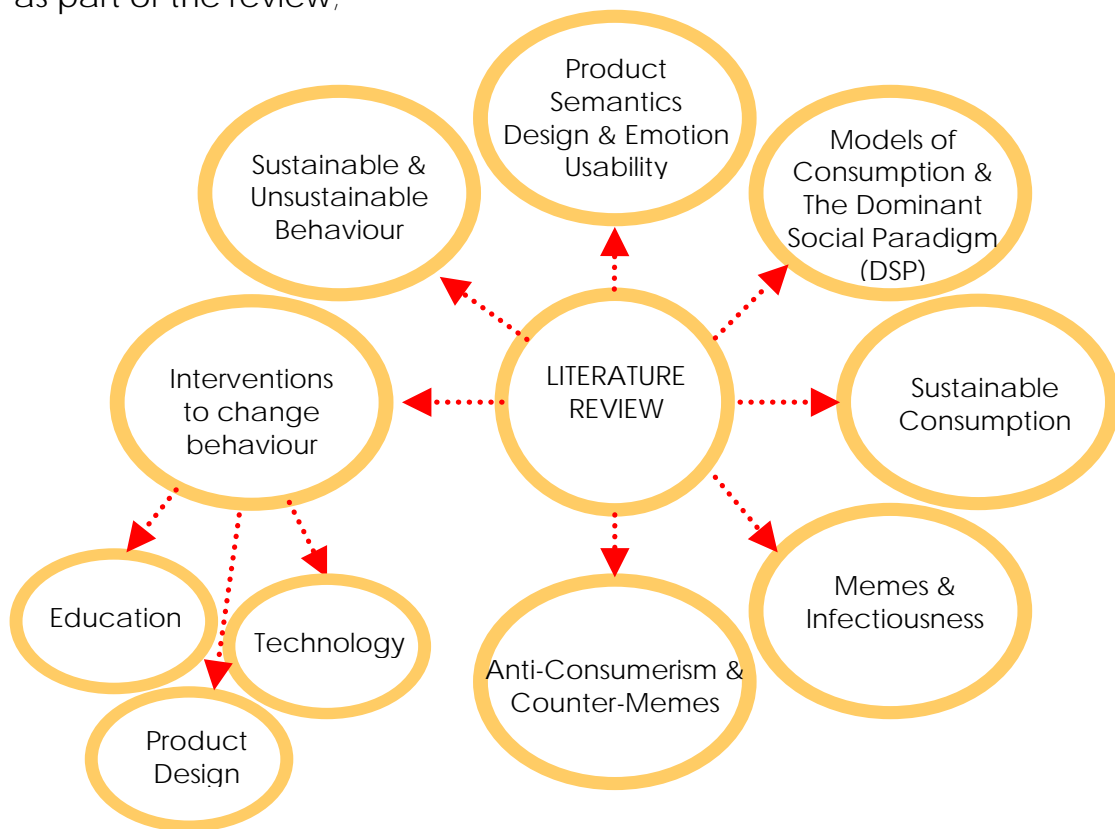 as part of the review;
Product
Semantics
Design & Emotion
Usability
Sustainable &
Unsustainable
Behaviour
Models of
Consumption &
The Dominant
Social Paradigm
(DSP)
Interventions
to change
behaviour
LITERATURE
REVIEW
Sustainable
Consumption
Education
Technology
Product
Design
Anti-Consumerism &
Counter-Memes
Memes &
Infectiousness